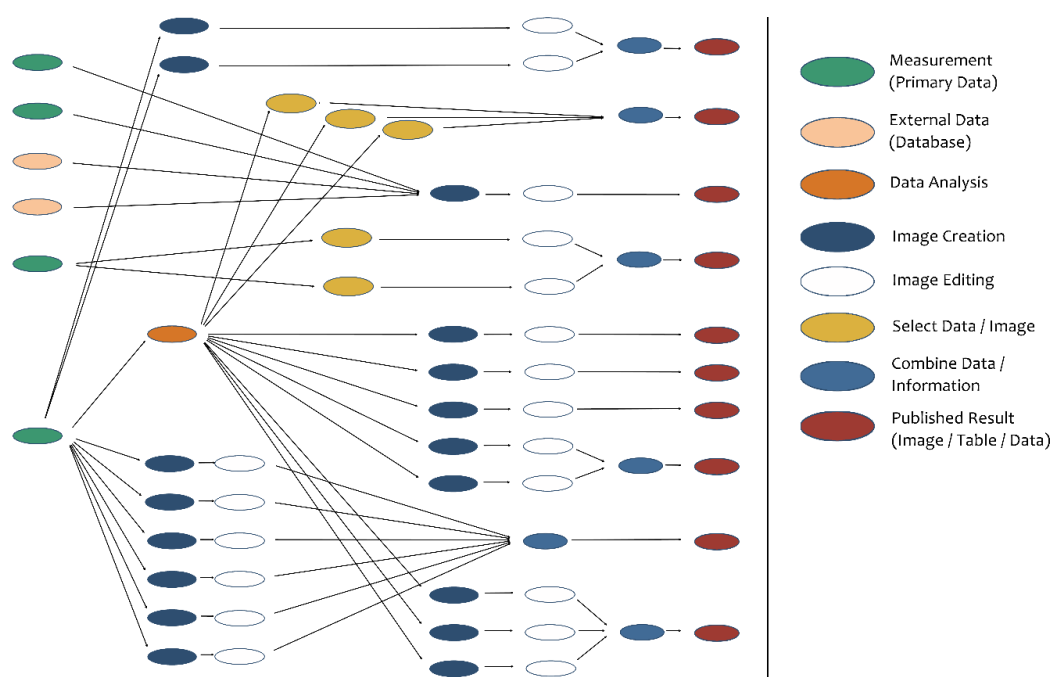 Measurement
(Primary Data)
External Data
(Database)
Data Analysis
Image Creation
Image Editing
Select Data / Image
Combine Data /
Information
Published Result
(Image / Table / Data)